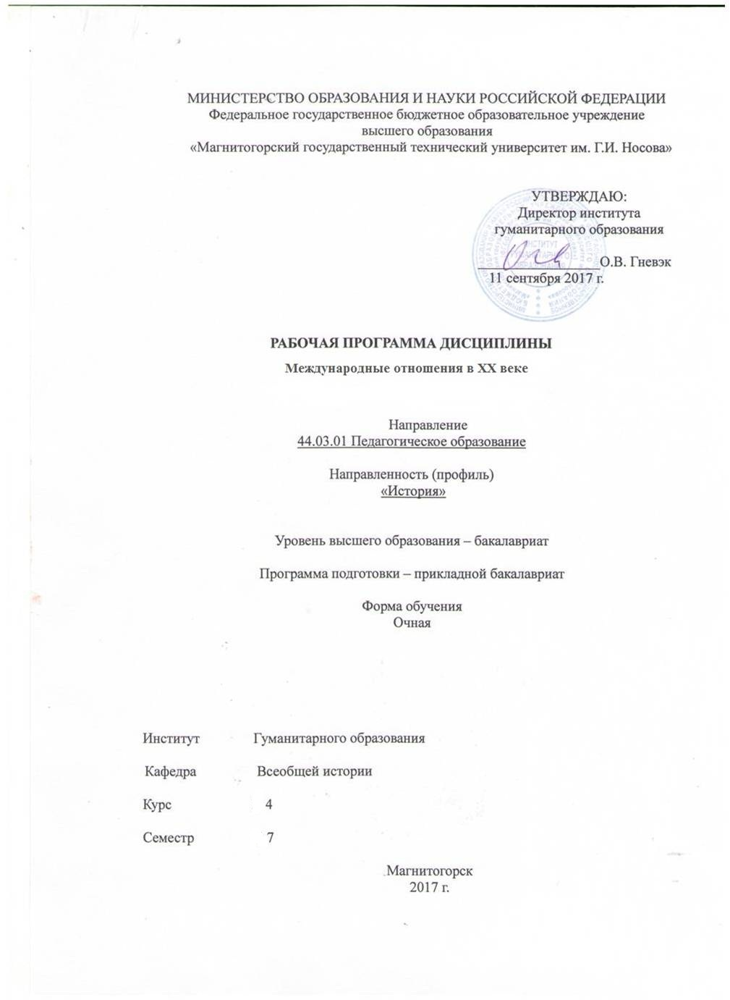 МИНИСТЕРСТВО ОБРАЗОВАНИЯ И НАУКИ РОССИЙСКОЙ ФЕДЕРАЦИИ
Федеральное государственное бюджетное образовательное учреждение
высшего образования
«Магнитогорский государственный технический университет им. Г.И. Носова»
УТВЕРЖДАЮ:
Директор института
гуманитарного образования
О.В. Гневэк
11 сентября 2017 г.
РАБОЧАЯ ПРОГРАММА ДИСЦИПЛИНЫ
Международные отношения в XX веке
Направление
44.03.01 Педагогическое образование
Направленность (профиль)
«История»
Уровень высшего образования – бакалавриат
Программа подготовки – прикладной бакалавриат
Форма обучения
Очная
Институт Гуманитарного образования
Кафедра Всеобщей истории
Курс 4
Семестр 7
Магнитогорск
2017 г.